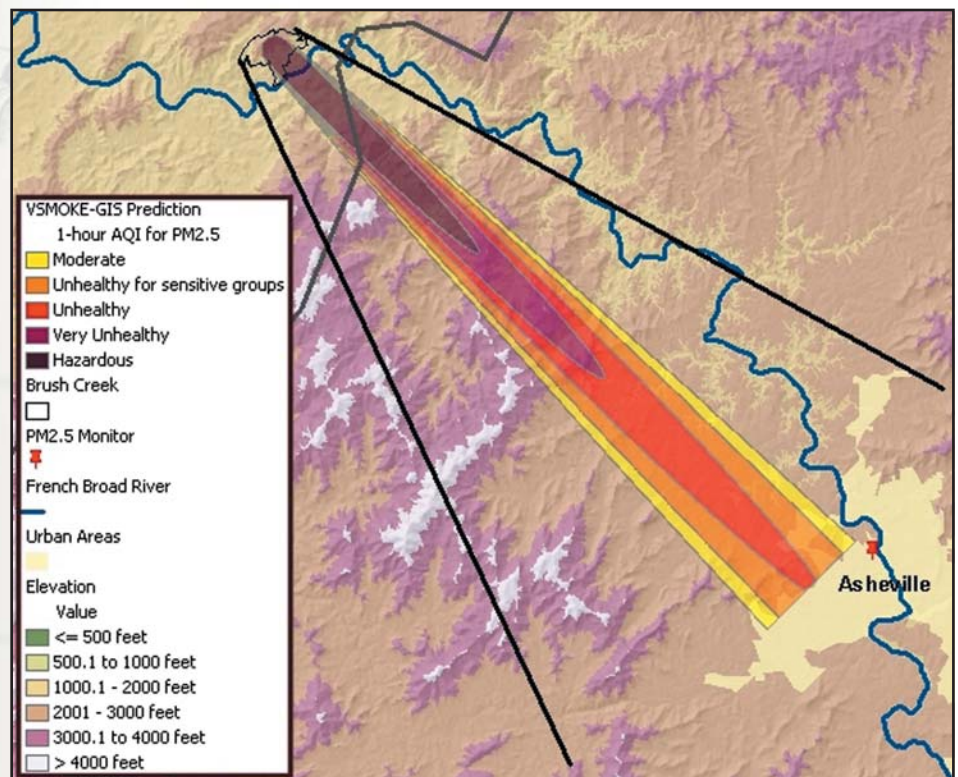 VSMOKE-GIS Prediction
1-hour AQI for PM2.5
Moderate
Unhealthy for sensitive groups
Unhealthy
Very Unhealthy
Hazardous
Brush Creek
PM2.5 Monitor
French Broad River
Urban Areas
Elevation
Value
<= 500 feet
500.1 to 1000 feet
1000.1 - 2000 feet
2001 - 3000 feet
3000.1 to 4000 feet
> 4000 feet
Asheville